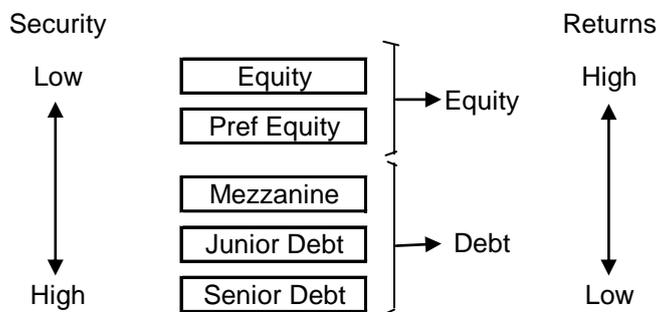 Security
Returns
Low
Equity
High
Equity
Pref Equity
Mezzanine
Junior Debt
Debt
High
Senior Debt
Low